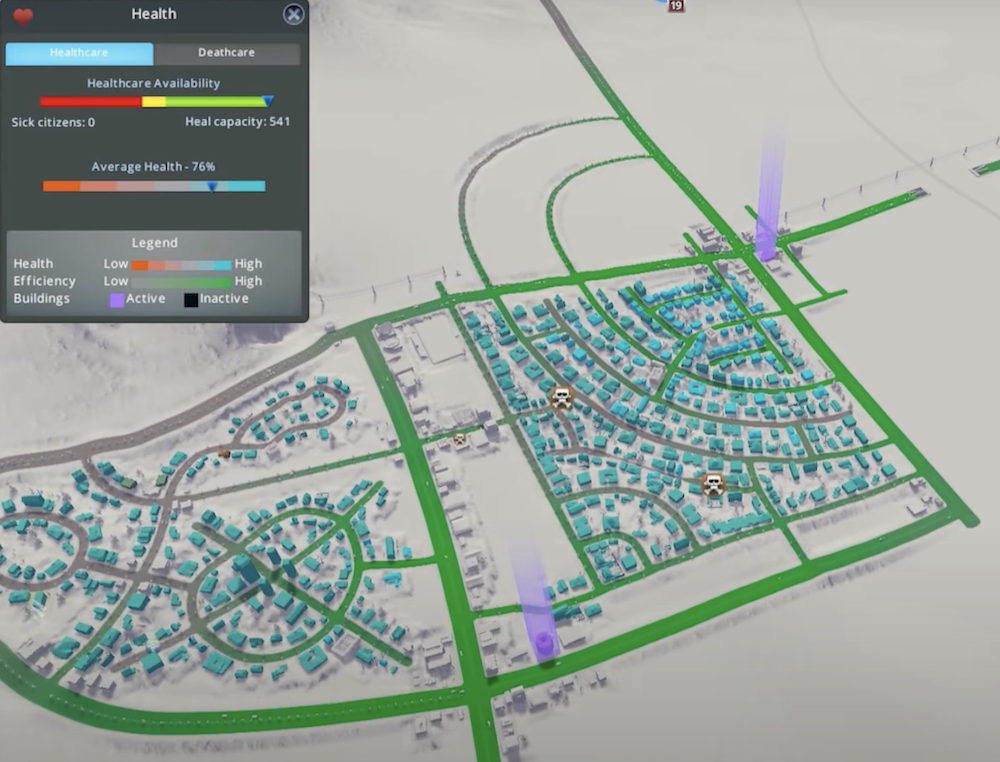 Health
19
Healthcare
Deathcare
Healthcare Availability
Sick citizens: 0
Heal capacity: 541
Average Health - 76%
Legend
Health Low High
Efficiency Low High
Buildings Active Inactive